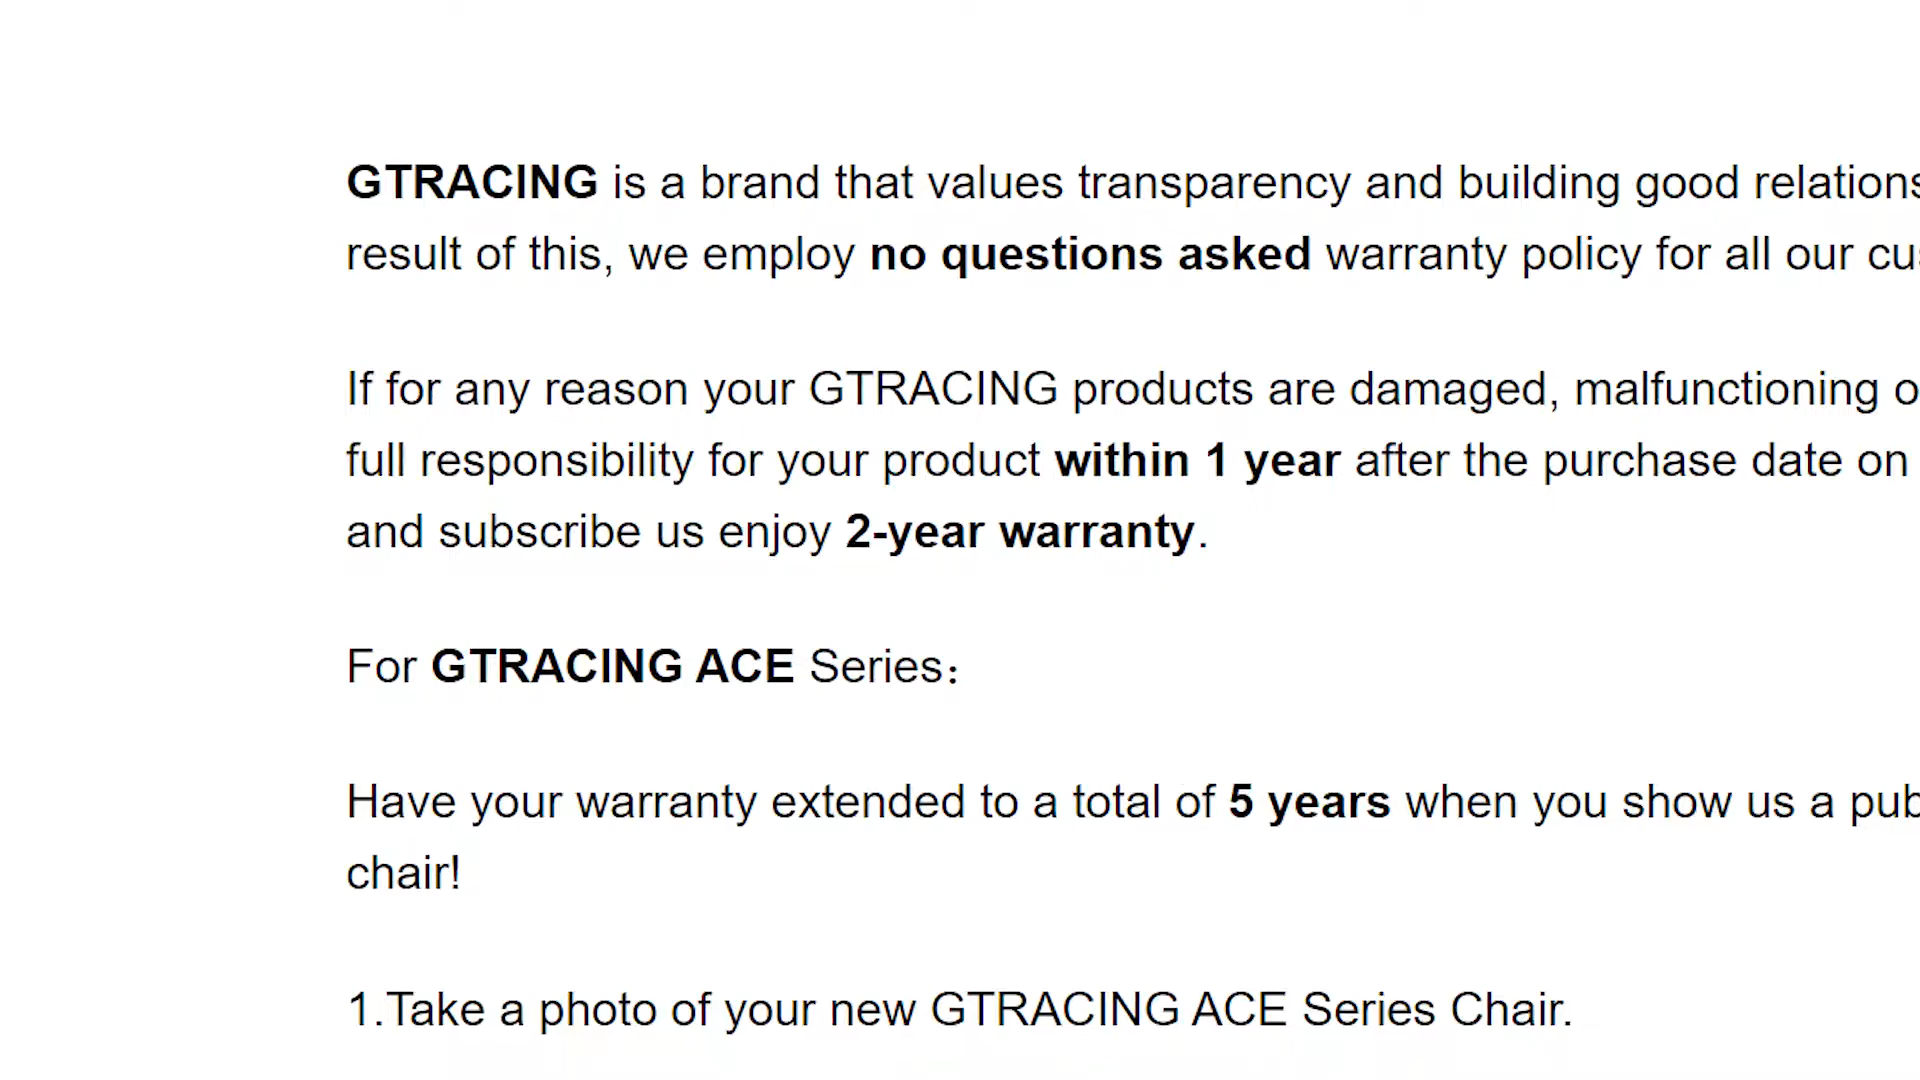 GTRACING is a brand that values transparency and building good
result of this, we employ no questions asked warranty policy for all our
If for any reason your GTRACING products are damaged, malfunctioning
full responsibility for your product within 1 year after the purchase date on
and subscribe us enjoy 2-year warranty.
For GTRACING ACE Series：
Have your warranty extended to a total of 5 years when you show us a
chair!
1.Take a photo of your new GTRACING ACE Series Chair.